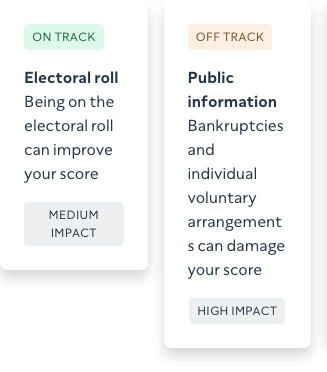 ON TRACK
Electoral roll
Being on the
electoral roll
can improve
your score
MEDIUM
IMPACT
OFF TRACK
Public
information
Bankruptcies
and
individual
voluntary
arrangement
s can damage
your score
HIGH IMPACT